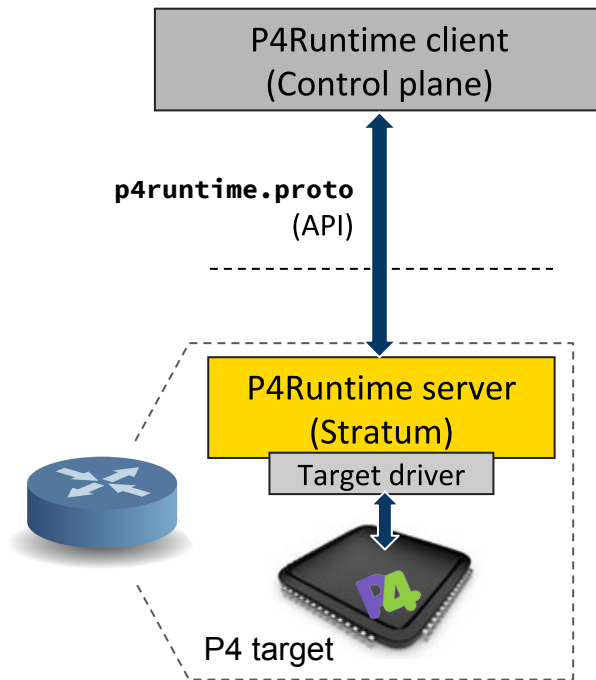 P4Runtime client
(Control plane)
p4runtime.proto
(API)
P4Runtime server
(Stratum)
Target driver
P4
P4 target